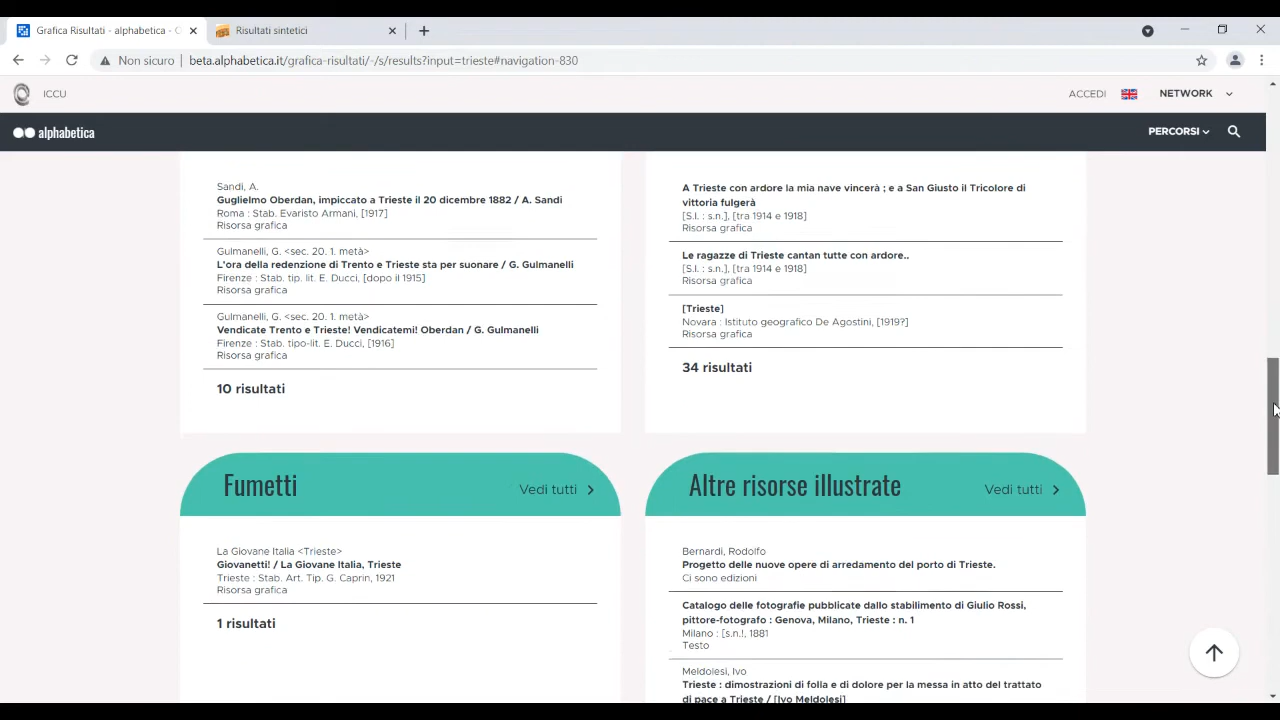 Grafica Risultati - alphabetica - C
Risultati sintetici
Non sicuro | beta.alphabetica.it/grafica-risultati/-/s/results?input=trieste#navigation-830
ICCU
ACCEDI
NETWORK
alphabetica
PERCORSI
Sandi, A.
Guglielmo Oberdan, impiccato a Trieste il 20 dicembre 1882 / A. Sandi
Roma : Stab. Evaristo Armani, [1917]
Risorsa grafica
Gulmanelli, G. <sec. 20. 1. metà>
L'ora della redenzione di Trento e Trieste sta per suonare / G. Gulmanelli
Firenze : Stab. tip. lit. E. Ducci, [dopo il 1915]
Risorsa grafica
Gulmanelli, G. <sec. 20. 1. metà>
Vendicate Trento e Trieste! Vendicatemi! Oberdan / G. Gulmanelli
Firenze : Stab. tipo-lit. E. Ducci, [1916]
Risorsa grafica
10 risultati
A Trieste con ardore la mia nave vincerà ; e a San Giusto il Tricolore di
vittoria fulgerà
[S.l. : s.n.], [tra 1914 e 1918]
Risorsa grafica
Le ragazze di Trieste cantan tutte con ardore..
[S.l. : s.n.], [tra 1914 e 1918]
Risorsa grafica
[Trieste]
Novara : Istituto geografico De Agostini, [1919?]
Risorsa grafica
34 risultati
Fumetti
Vedi tutti
La Giovane Italia <Trieste>
Giovanetti! / La Giovane Italia, Trieste
Trieste : Stab. Art. Tip. G. Caprin, 1921
Risorsa grafica
1 risultati
Altre risorse illustrate
Vedi tutti
Bernardi, Rodolfo
Progetto delle nuove opere di arredamento del porto di Trieste.
Ci sono edizioni
Catalogo delle fotografie pubblicate dallo stabilimento di Giulio Rossi,
pittore-fotografo : Genova, Milano, Trieste : n. 1
Milano : [s.n.!, 1881
Testo
Meldolesi, Ivo
Trieste : dimostrazioni di folla e di dolore per la messa in atto del trattato
di pace a Trieste / [Ivo Meldolesi]